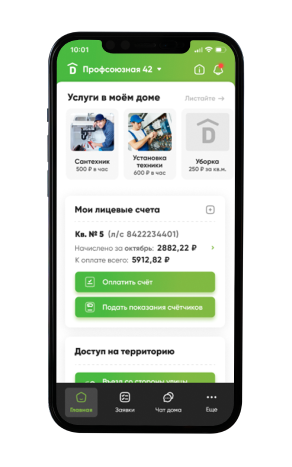 10:01
Профсоюзная 42
Услуги в моём доме
Листайте →
Сантехник
500 ₽ в час
Установка
техники
600 ₽ в час
Уборка
250 ₽ за кв.м.
Мои лицевые счета
Кв. № 5 (л/с 8422234401)
Начислено за октябрь: 2882,22 ₽
К оплате всего: 5912,82 ₽
Оплатить счёт
Подать показания счётчиков
Доступ на территорию
Въезд со стороны улицы
Главная
Заявки
Чат дома
Еще